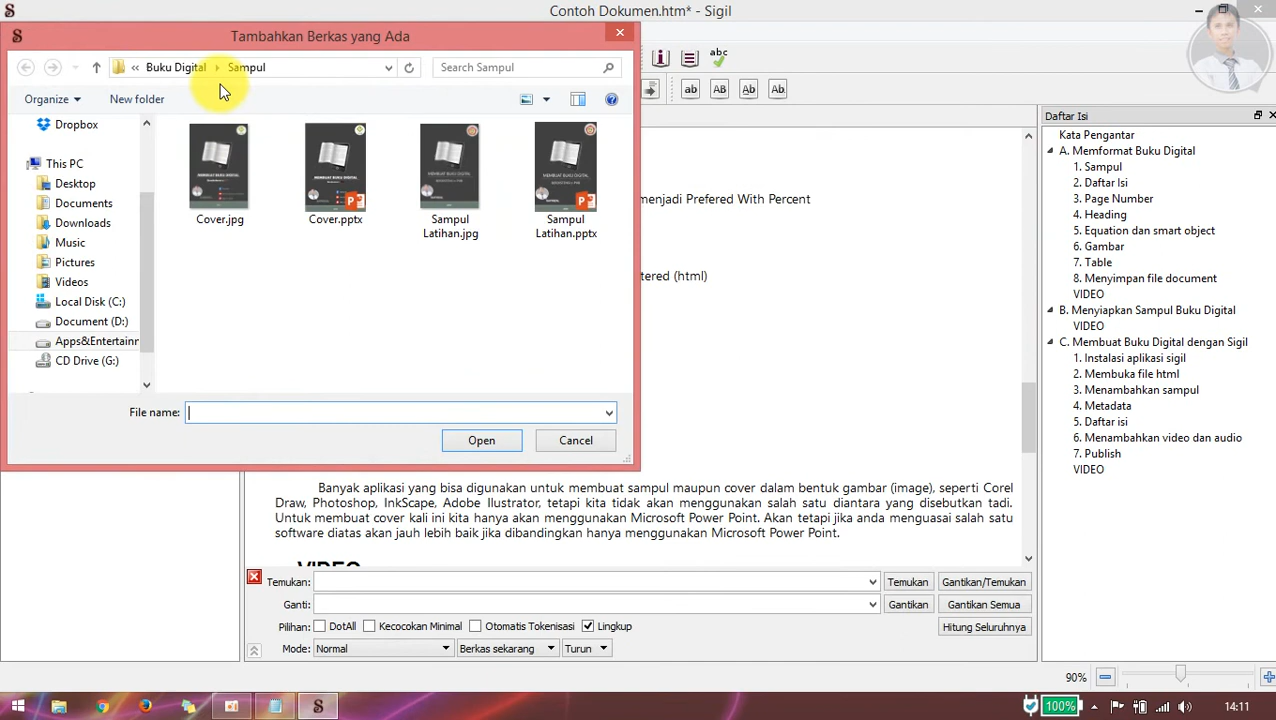 Contoh Dokumen.htm* - Sigil
Tambahkan Berkas yang Ada
Buku Digital
Sampul
Search Sampul
Organize
New folder
abc
ab
AB
Ab
Ab.
Dropbox
This PC
Desktop
Documents
Downloads
Music
Pictures
Videos
Local Disk (C:)
Document (D:)
Apps&Entertainn
CD Drive (G:)
Cover.jpg
Cover.pptx
Sampul
Latihan.jpg
Sampul
Latihan.pptx
File name:
Open
Cancel
menjadi Prefered With Percent
tered (html)
Banyak aplikasi yang bisa digunakan untuk membuat sampul maupun cover dalam bentuk gambar (image), seperti Corel
Draw, Photoshop, InkScape, Adobe Ilustrator, tetapi kita tidak akan menggunakan salah satu diantara yang disebutkan tadi.
Untuk membuat cover kali ini kita hanya akan menggunakan Microsoft Power Point. Akan tetapi jika anda menguasai salah satu
software diatas akan jauh lebih baik jika dibandingkan hanya menggunakan Microsoft Power Point.
VIDEO
Temukan:
Temukan
Gantikan/Temukan
Ganti:
Gantikan
Gantikan Semua
Pilihan:
DotAll
Kecocokan Minimal
Otomatis Tokenisasi
Lingkup
Hitung Seluruhnya
Mode:
Normal
Berkas sekarang
Turun
Daftar Isi
Kata Pengantar
A. Memformat Buku Digital
1. Sampul
2. Daftar Isi
3. Page Number
4. Heading
5. Equation dan smart object
6. Gambar
7. Table
8. Menyimpan file document
VIDEO
B. Menyiapkan Sampul Buku Digital
VIDEO
C. Membuat Buku Digital dengan Sigil
1. Instalasi aplikasi sigil
2. Membuka file html
3. Menambahkan sampul
4. Metadata
5. Daftar isi
6. Menambahkan video dan audio
7. Publish
VIDEO
90%
100%
14:11